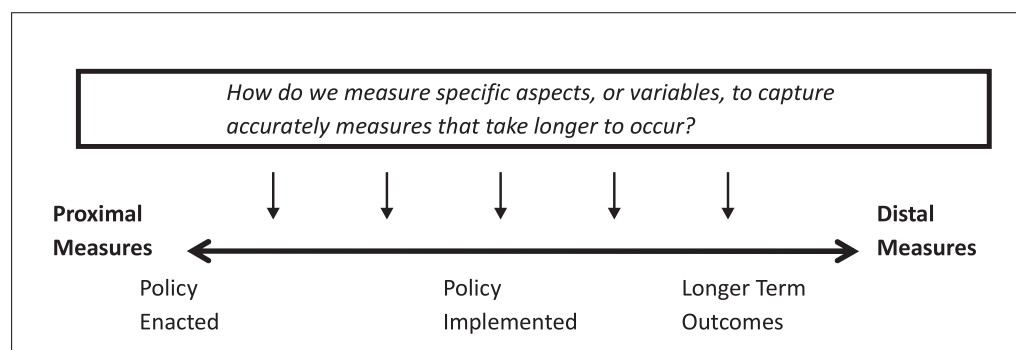 How do we measure specific aspects, or variables, to capture
accurately measures that take longer to occur?
Proximal
Measures
Distal
Measures
Policy
Enacted
Policy
Implemented
Longer Term
Outcomes